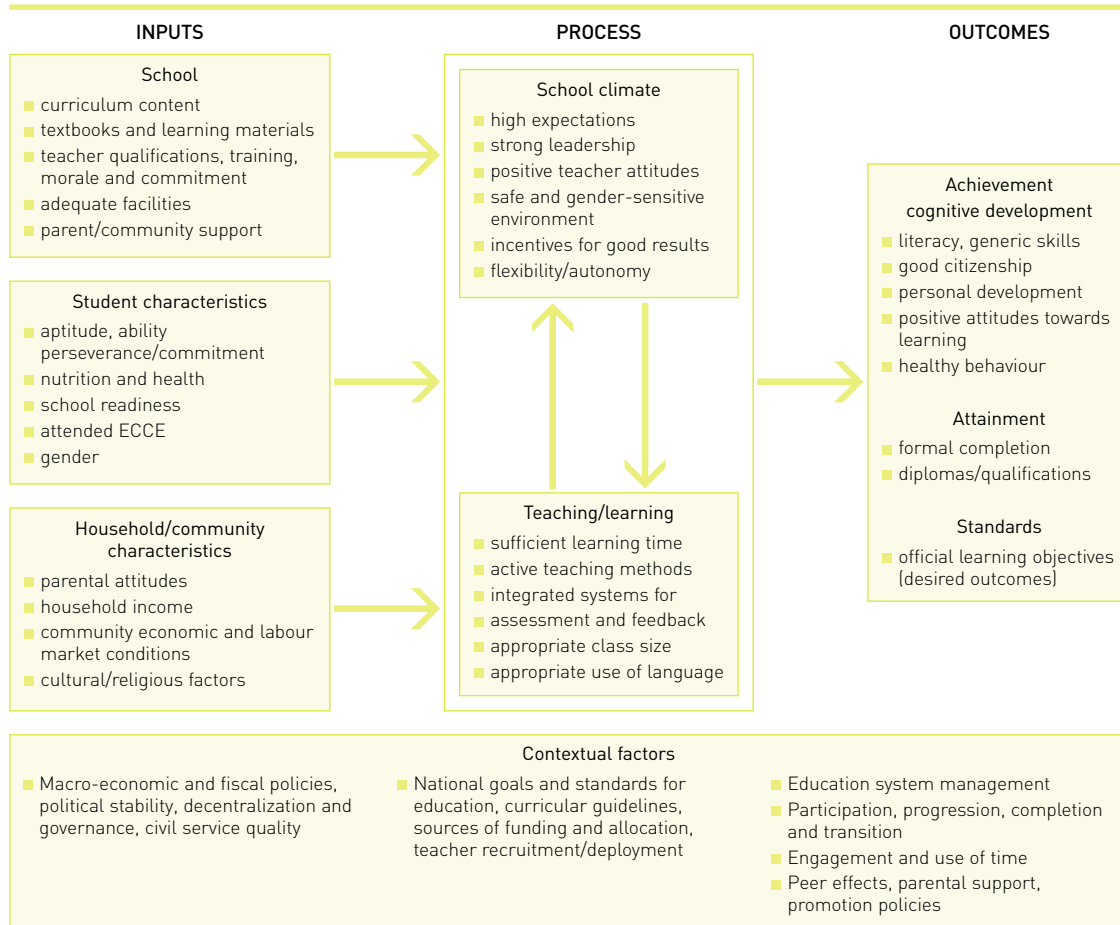 INPUTS
PROCESS
OUTCOMES
School
curriculum content
textbooks and learning materials
teacher qualifications, training,
morale and commitment
adequate facilities
parent/community support
Student characteristics
aptitude, ability
perseverance/commitment
nutrition and health
school readiness
attended ECCE
gender
Household/community
characteristics
parental attitudes
household income
community economic and labour
market conditions
cultural/religious factors
School climate
high expectations
strong leadership
positive teacher attitudes
safe and gender-sensitive
environment
incentives for good results
flexibility/autonomy
Teaching/learning
sufficient learning time
active teaching methods
integrated systems for
assessment and feedback
appropriate class size
appropriate use of language
Achievement
cognitive development
literacy, generic skills
good citizenship
personal development
positive attitudes towards
learning
healthy behaviour
Attainment
formal completion
diplomas/qualifications
Standards
official learning objectives
(desired outcomes)
Contextual factors
Macro-economic and fiscal policies,
political stability, decentralization and
governance, civil service quality
National goals and standards for
education, curricular guidelines,
sources of funding and allocation,
teacher recruitment/deployment
Education system management
Participation, progression, completion
and transition
Engagement and use of time
Peer effects, parental support,
promotion policies